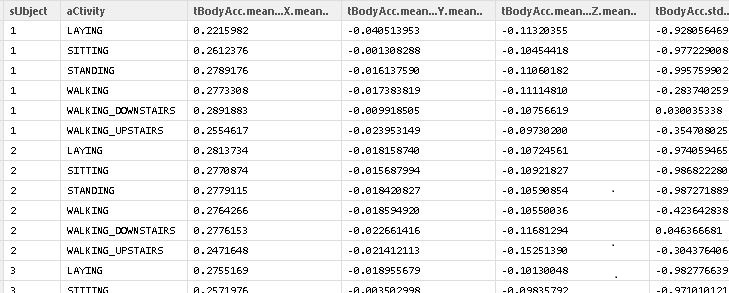 sUbject aCtivity tBodyAcc.mean...X.mean.. tBodyAcc.mean...Y.mean.. tBodyAcc.mean...Z.mean.. tBodyAcc.std..
1 LAYING 0.2215982 -0.040513953 -0.11320355 -0.928056469
1 SITTING 0.2612376 -0.001308288 -0.10454418 -0.977229008
1 STANDING 0.2789176 -0.016137590 -0.11060182 -0.995759902
1 WALKING 0.2773308 -0.017383819 -0.11114810 -0.283740259
1 WALKING_DOWNSTAIRS 0.2891883 -0.009918505 -0.10756619 0.030035338
1 WALKING_UPSTAIRS 0.2554617 -0.023953149 -0.09730200 -0.354708025
2 LAYING 0.2813734 -0.018158740 -0.10724561 -0.974059465
2 SITTING 0.2770874 -0.015687994 -0.10921827 -0.986822280
2 STANDING 0.2779115 -0.018420827 -0.10590854 -0.987271889
2 WALKING 0.2764266 -0.018594920 -0.10550036 -0.423642838
2 WALKING_DOWNSTAIRS 0.2776153 -0.022661416 -0.11681294 0.046366681
2 WALKING_UPSTAIRS 0.2471648 -0.021412113 -0.15251390 -0.304376406
3 LAYING 0.2755169 -0.018955679 -0.10130048 -0.982776639
3 SITTING 0.2571976 -0.003502998 -0.09835792 -0.971010121